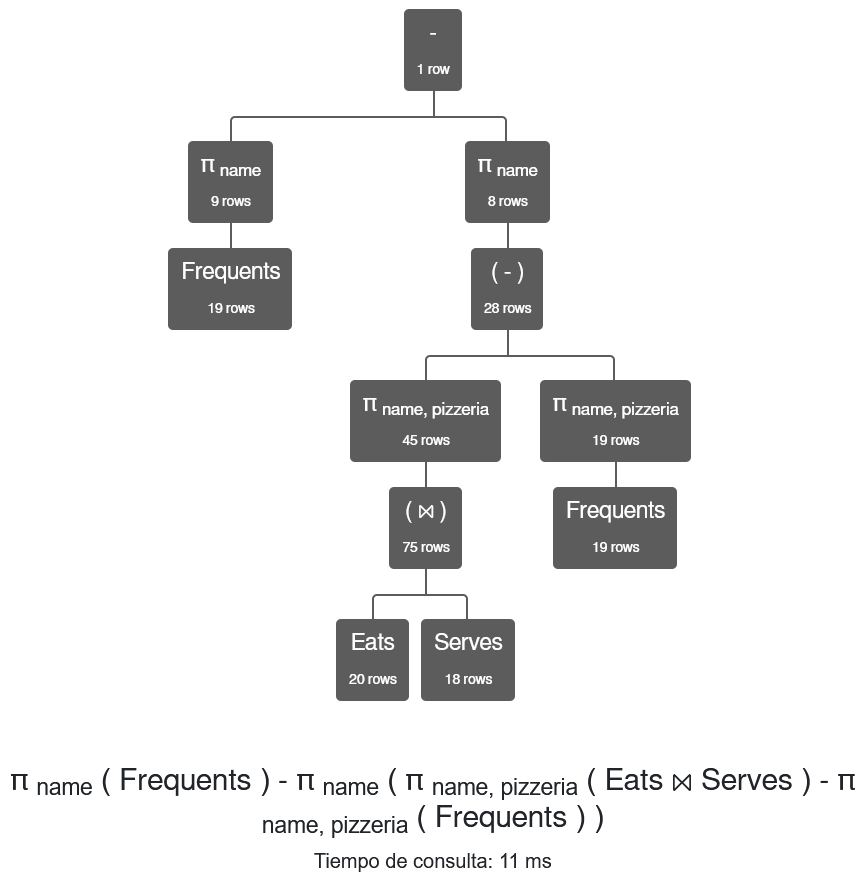 -
1 row
π name
9 rows
π name
8 rows
Frequents
19 rows
( - )
28 rows
π name, pizzeria
45 rows
π name, pizzeria
19 rows
( ⋈ )
75 rows
Frequents
19 rows
Eats
20 rows
Serves
18 rows
π name ( Frequents ) - π name ( π name, pizzeria ( Eats ⋈ Serves ) - π
name, pizzeria ( Frequents ) )
Tiempo de consulta: 11 ms